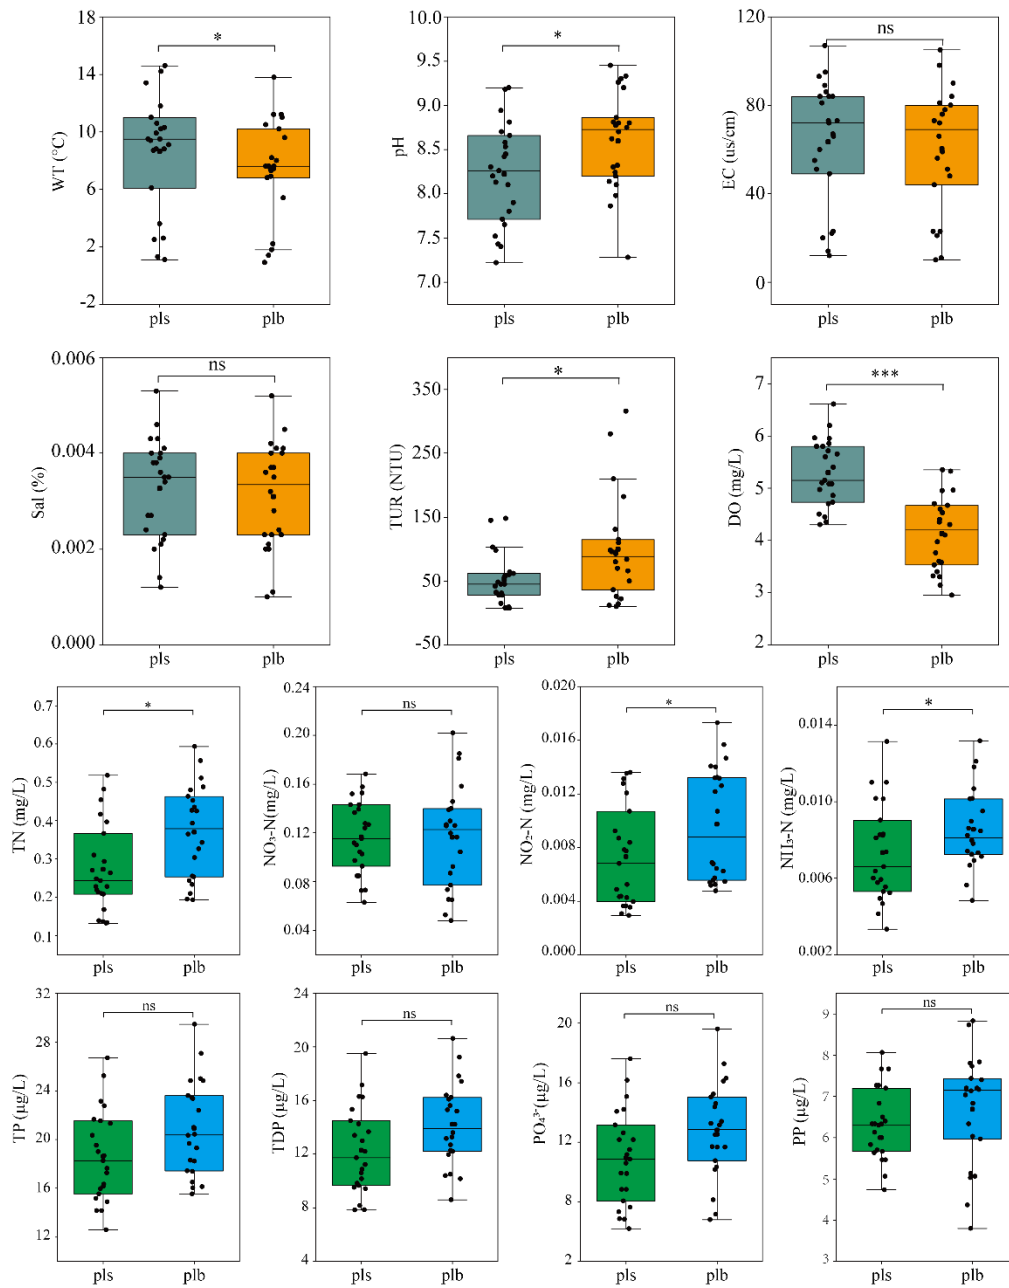 WT (°C)
18
14
10
6
2
-2
*
pls
plb
pH
10.0
9.5
9.0
8.5
8.0
7.5
7.0
*
pls
plb
EC (us/cm)
120
80
40
0
ns
pls
plb
Sal (%)
0.006
0.004
0.002
0.000
ns
pls
plb
TUR (NTU)
350
250
150
50
-50
*
pls
plb
DO (mg/L)
7
6
5
4
3
2
***
pls
plb
TN (mg/L)
0.7
0.6
0.5
0.4
0.3
0.2
0.1
*
pls
plb
NO₃-N(mg/L)
0.24
0.20
0.16
0.12
0.08
0.04
ns
pls
plb
NO₂-N (mg/L)
0.020
0.016
0.012
0.008
0.004
0.000
*
pls
plb
NH₃-N (mg/L)
0.014
0.010
0.006
0.002
*
pls
plb
TP (µg/L)
32
28
24
20
16
12
ns
pls
plb
TDP (µg/L)
24
20
16
12
8
4
ns
pls
plb
PO₄³⁻(µg/L)
22
18
14
10
6
2
ns
pls
plb
PP (µg/L)
9
8
7
6
5
4
3
ns
pls
plb